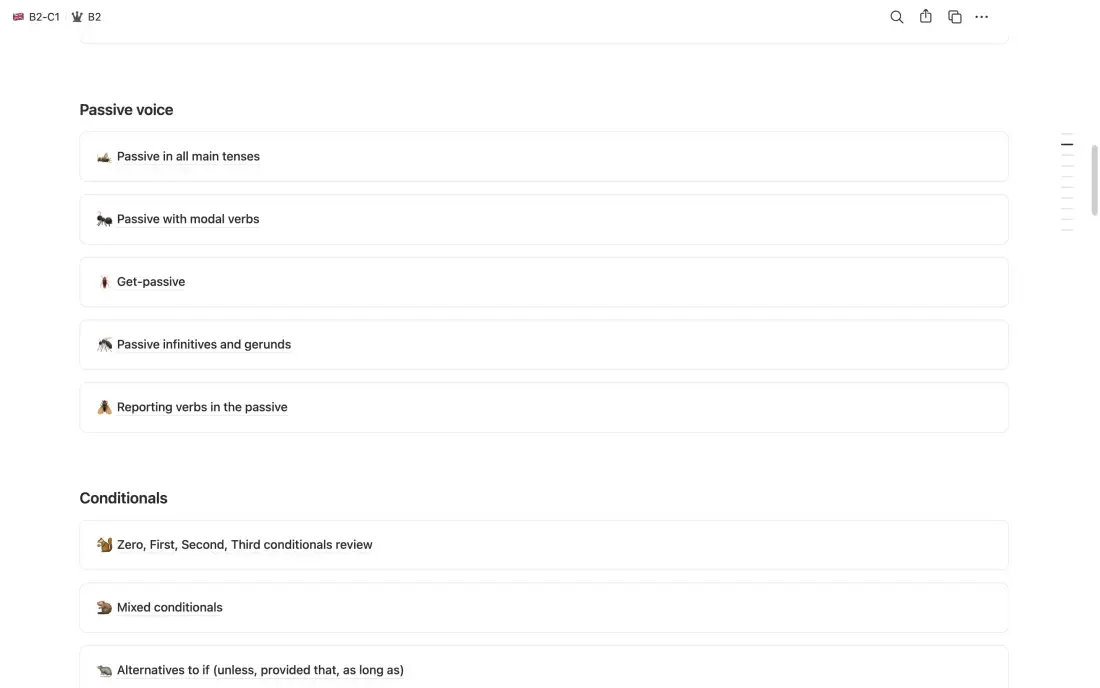 B2-C1 B2
Passive voice
Passive in all main tenses
Passive with modal verbs
Get-passive
Passive infinitives and gerunds
Reporting verbs in the passive
Conditionals
Zero, First, Second, Third conditionals review
Mixed conditionals
Alternatives to if (unless, provided that, as long as)